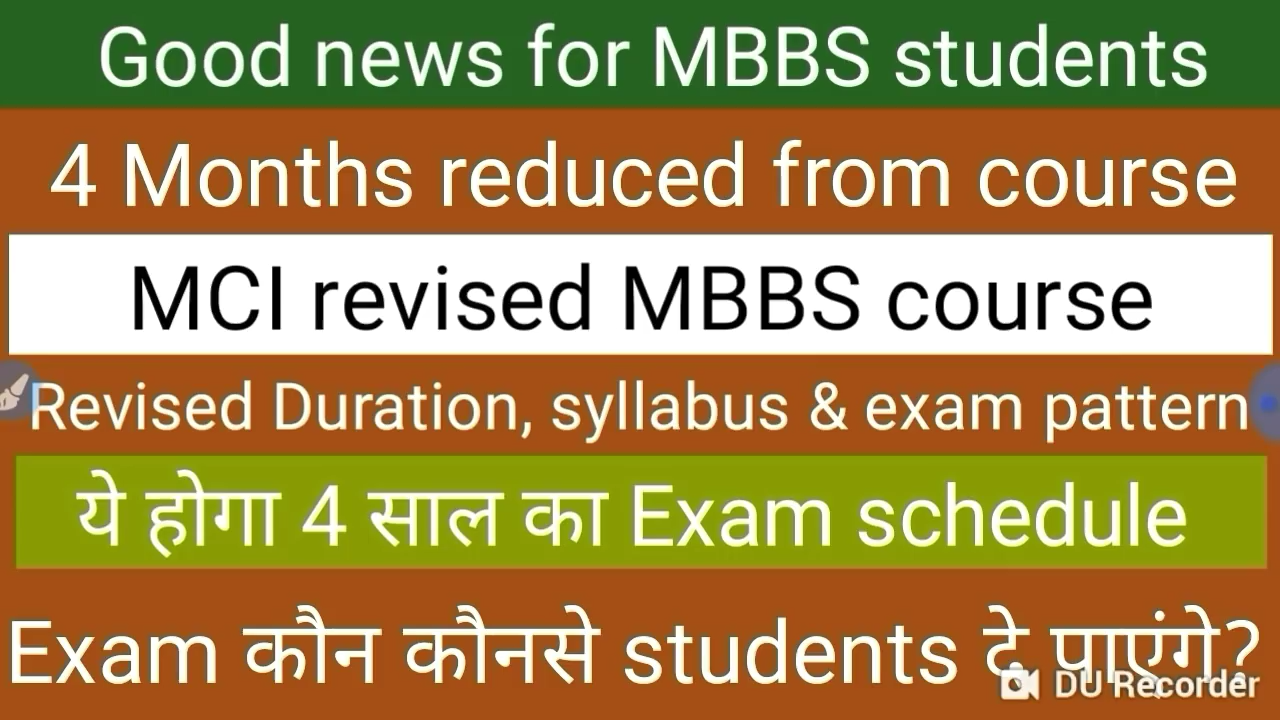 Good news for MBBS students
4 Months reduced from course
MCI revised MBBS course
Revised Duration, syllabus & exam pattern
ये होगा 4 साल का Exam schedule
Exam कौन कौनसे students दे पाएंगे?
DU Recorder